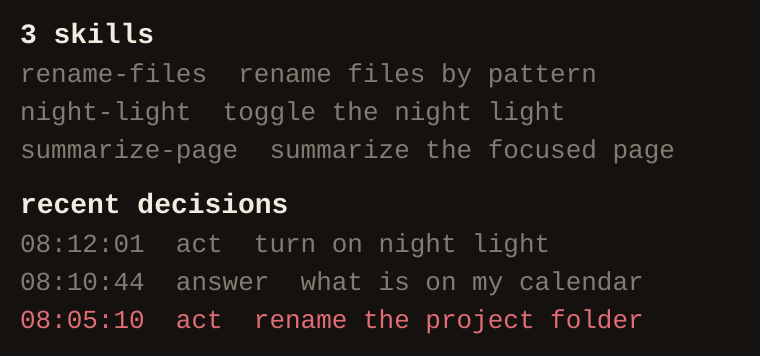 3 skills
rename-files  rename files by pattern
night-light  toggle the night light
summarize-page  summarize the focused page
recent decisions
08:12:01  act  turn on night light
08:10:44  answer  what is on my calendar
08:05:10  act  rename the project folder